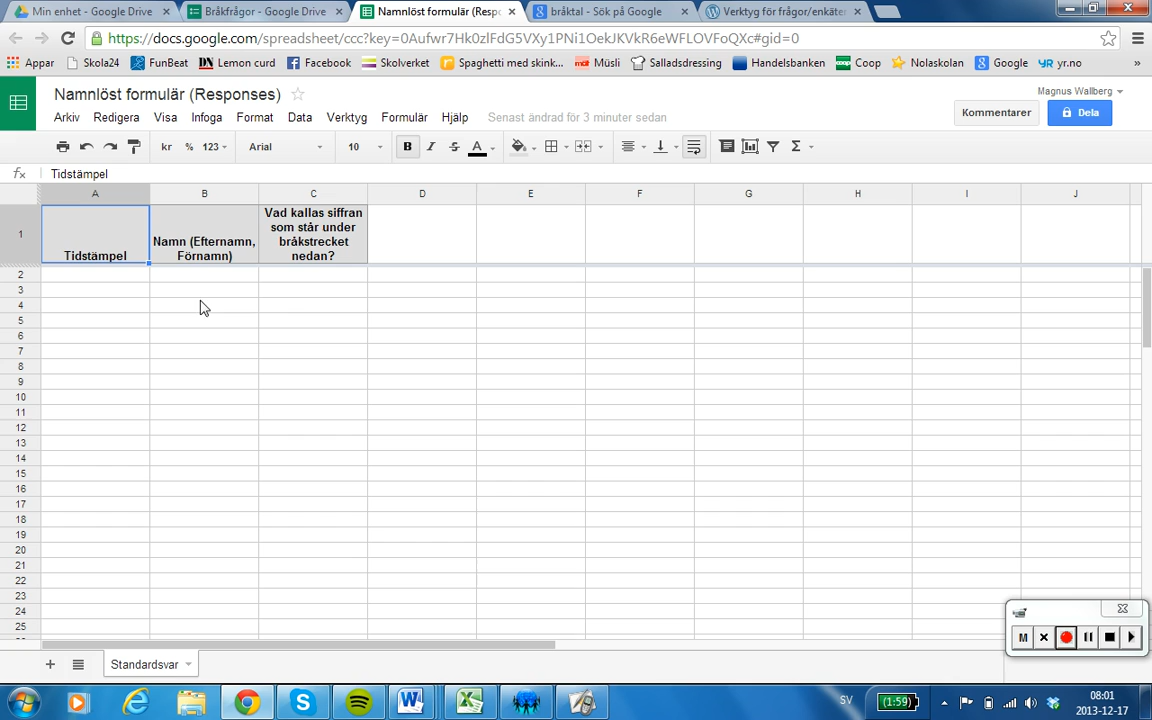 Min enhet - Google Drive
Bråkfrågor - Google Drive
Namnlöst formulär (Respo
bråktal - Sök på Google
Verktyg för frågor/enkäter
https://docs.google.com/spreadsheet/ccc?key=0Aufwr7Hk0zlFdG5VXy1PNi1OekJKVkR6eWFLOVFoQXc#gid=0
Appar
Skola24
FunBeat
DN Lemon curd
Facebook
Skolverket
Spaghetti med skink...
mat Müsli
Salladsdressing
Handelsbanken
coop Coop
Nolaskolan
Google
YR yr.no
»
Namnlöst formulär (Responses)
Magnus Wallberg
Arkiv Redigera Visa Infoga Format Data Verktyg Formulär Hjälp
Senast ändrad för 3 minuter sedan
Kommentarer
Dela
kr % 123 Arial 10 B I S A Σ
fx Tidstämpel
A B C D E F G H I J
1
Tidstämpel
Namn (Efternamn,
Förnamn)
Vad kallas siffran
som står under
bråkstrecket
nedan?
2
3
4
5
6
7
8
9
10
11
12
13
14
15
16
17
18
19
20
21
22
23
24
25
M
+
Standardsvar
SV
(1:59)
08:01
2013-12-17